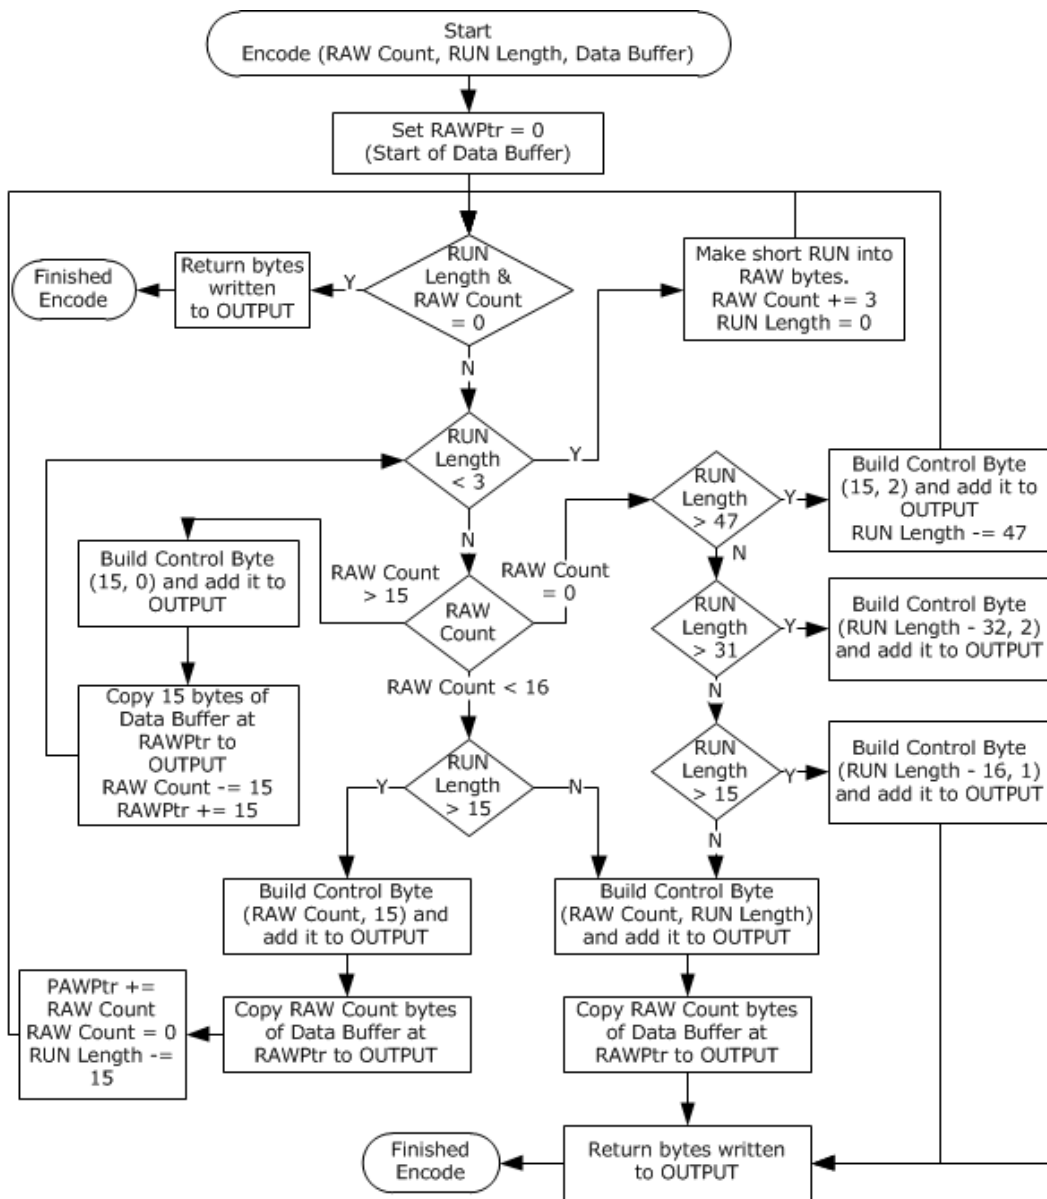 Start
Encode (RAW Count, RUN Length, Data Buffer)
Set RAWPtr = 0
(Start of Data Buffer)
RUN
Length &
RAW Count
= 0
Y
Return bytes
written
to OUTPUT
Finished
Encode
Make short RUN into
RAW bytes.
RAW Count += 3
RUN Length = 0
N
RUN
Length
< 3
Y
N
RUN
Length
> 47
Y
Build Control Byte
(15, 2) and add it to
OUTPUT
RUN Length -= 47
N
Build Control Byte
(15, 0) and add it to
OUTPUT
RAW Count
> 15
RAW Count
= 0
RAW
Count
RUN
Length
> 31
Y
Build Control Byte
(RUN Length - 32, 2)
and add it to OUTPUT
N
RAW Count < 16
Copy 15 bytes of
Data Buffer at
RAWPtr to
OUTPUT
RAW Count -= 15
RAWPtr += 15
RUN
Length
> 15
Y
N
RUN
Length
> 15
Y
Build Control Byte
(RUN Length - 16, 1)
and add it to OUTPUT
N
Build Control Byte
(RAW Count, 15) and
add it to OUTPUT
Build Control Byte
(RAW Count, RUN Length)
and add it to OUTPUT
PAWPtr +=
RAW Count
RAW Count = 0
RUN Length -=
15
Copy RAW Count bytes
of Data Buffer at
RAWPtr to OUTPUT
Copy RAW Count bytes
of Data Buffer at
RAWPtr to OUTPUT
Finished
Encode
Return bytes written
to OUTPUT